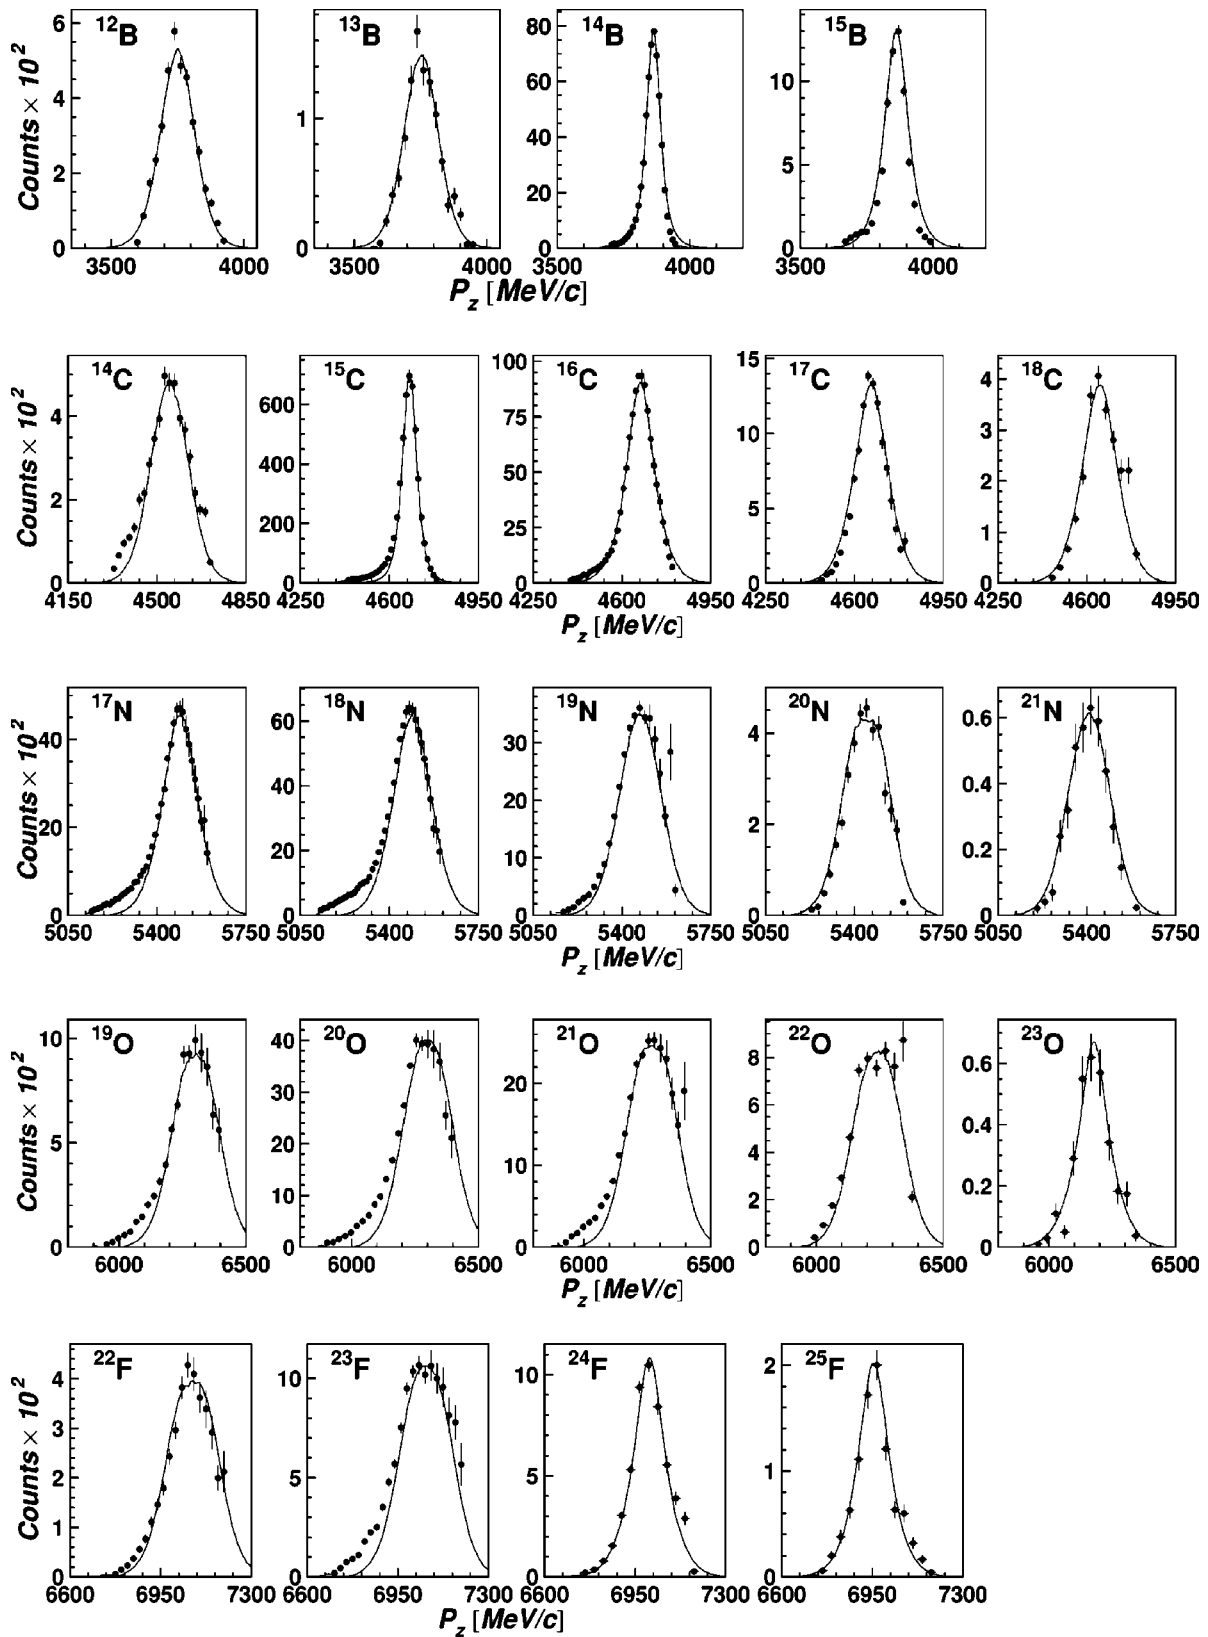 12B 13B 14B 15B
Counts × 10²
6 4 2 0
1 0
80 60 40 20 0
10 5 0
3500 4000 3500 4000 3500 4000 3500 4000
P_z [MeV/c]
14C 15C 16C 17C 18C
Counts × 10²
4 2 0
600 400 200 0
100 75 50 25 0
15 10 5 0
4 3 2 1 0
4150 4500 4850 4250 4600 4950 4250 4600 4950 4250 4600 4950 4250 4600 4950
P_z [MeV/c]
17N 18N 19N 20N 21N
Counts × 10²
40 20 0
60 40 20 0
30 20 10 0
4 2 0
0.6 0.4 0.2 0
5050 5400 5750 5050 5400 5750 5050 5400 5750 5050 5400 5750 5050 5400 5750
P_z [MeV/c]
19O 20O 21O 22O 23O
Counts × 10²
10 5 0
40 30 20 10 0
20 10 0
8 6 4 2 0
0.6 0.4 0.2 0
6000 6500 6000 6500 6000 6500 6000 6500 6000 6500
P_z [MeV/c]
22F 23F 24F 25F
Counts × 10²
4 3 2 1 0
10 5 0
10 5 0
2 1 0
6600 6950 7300 6600 6950 7300 6600 6950 7300 6600 6950 7300
P_z [MeV/c]